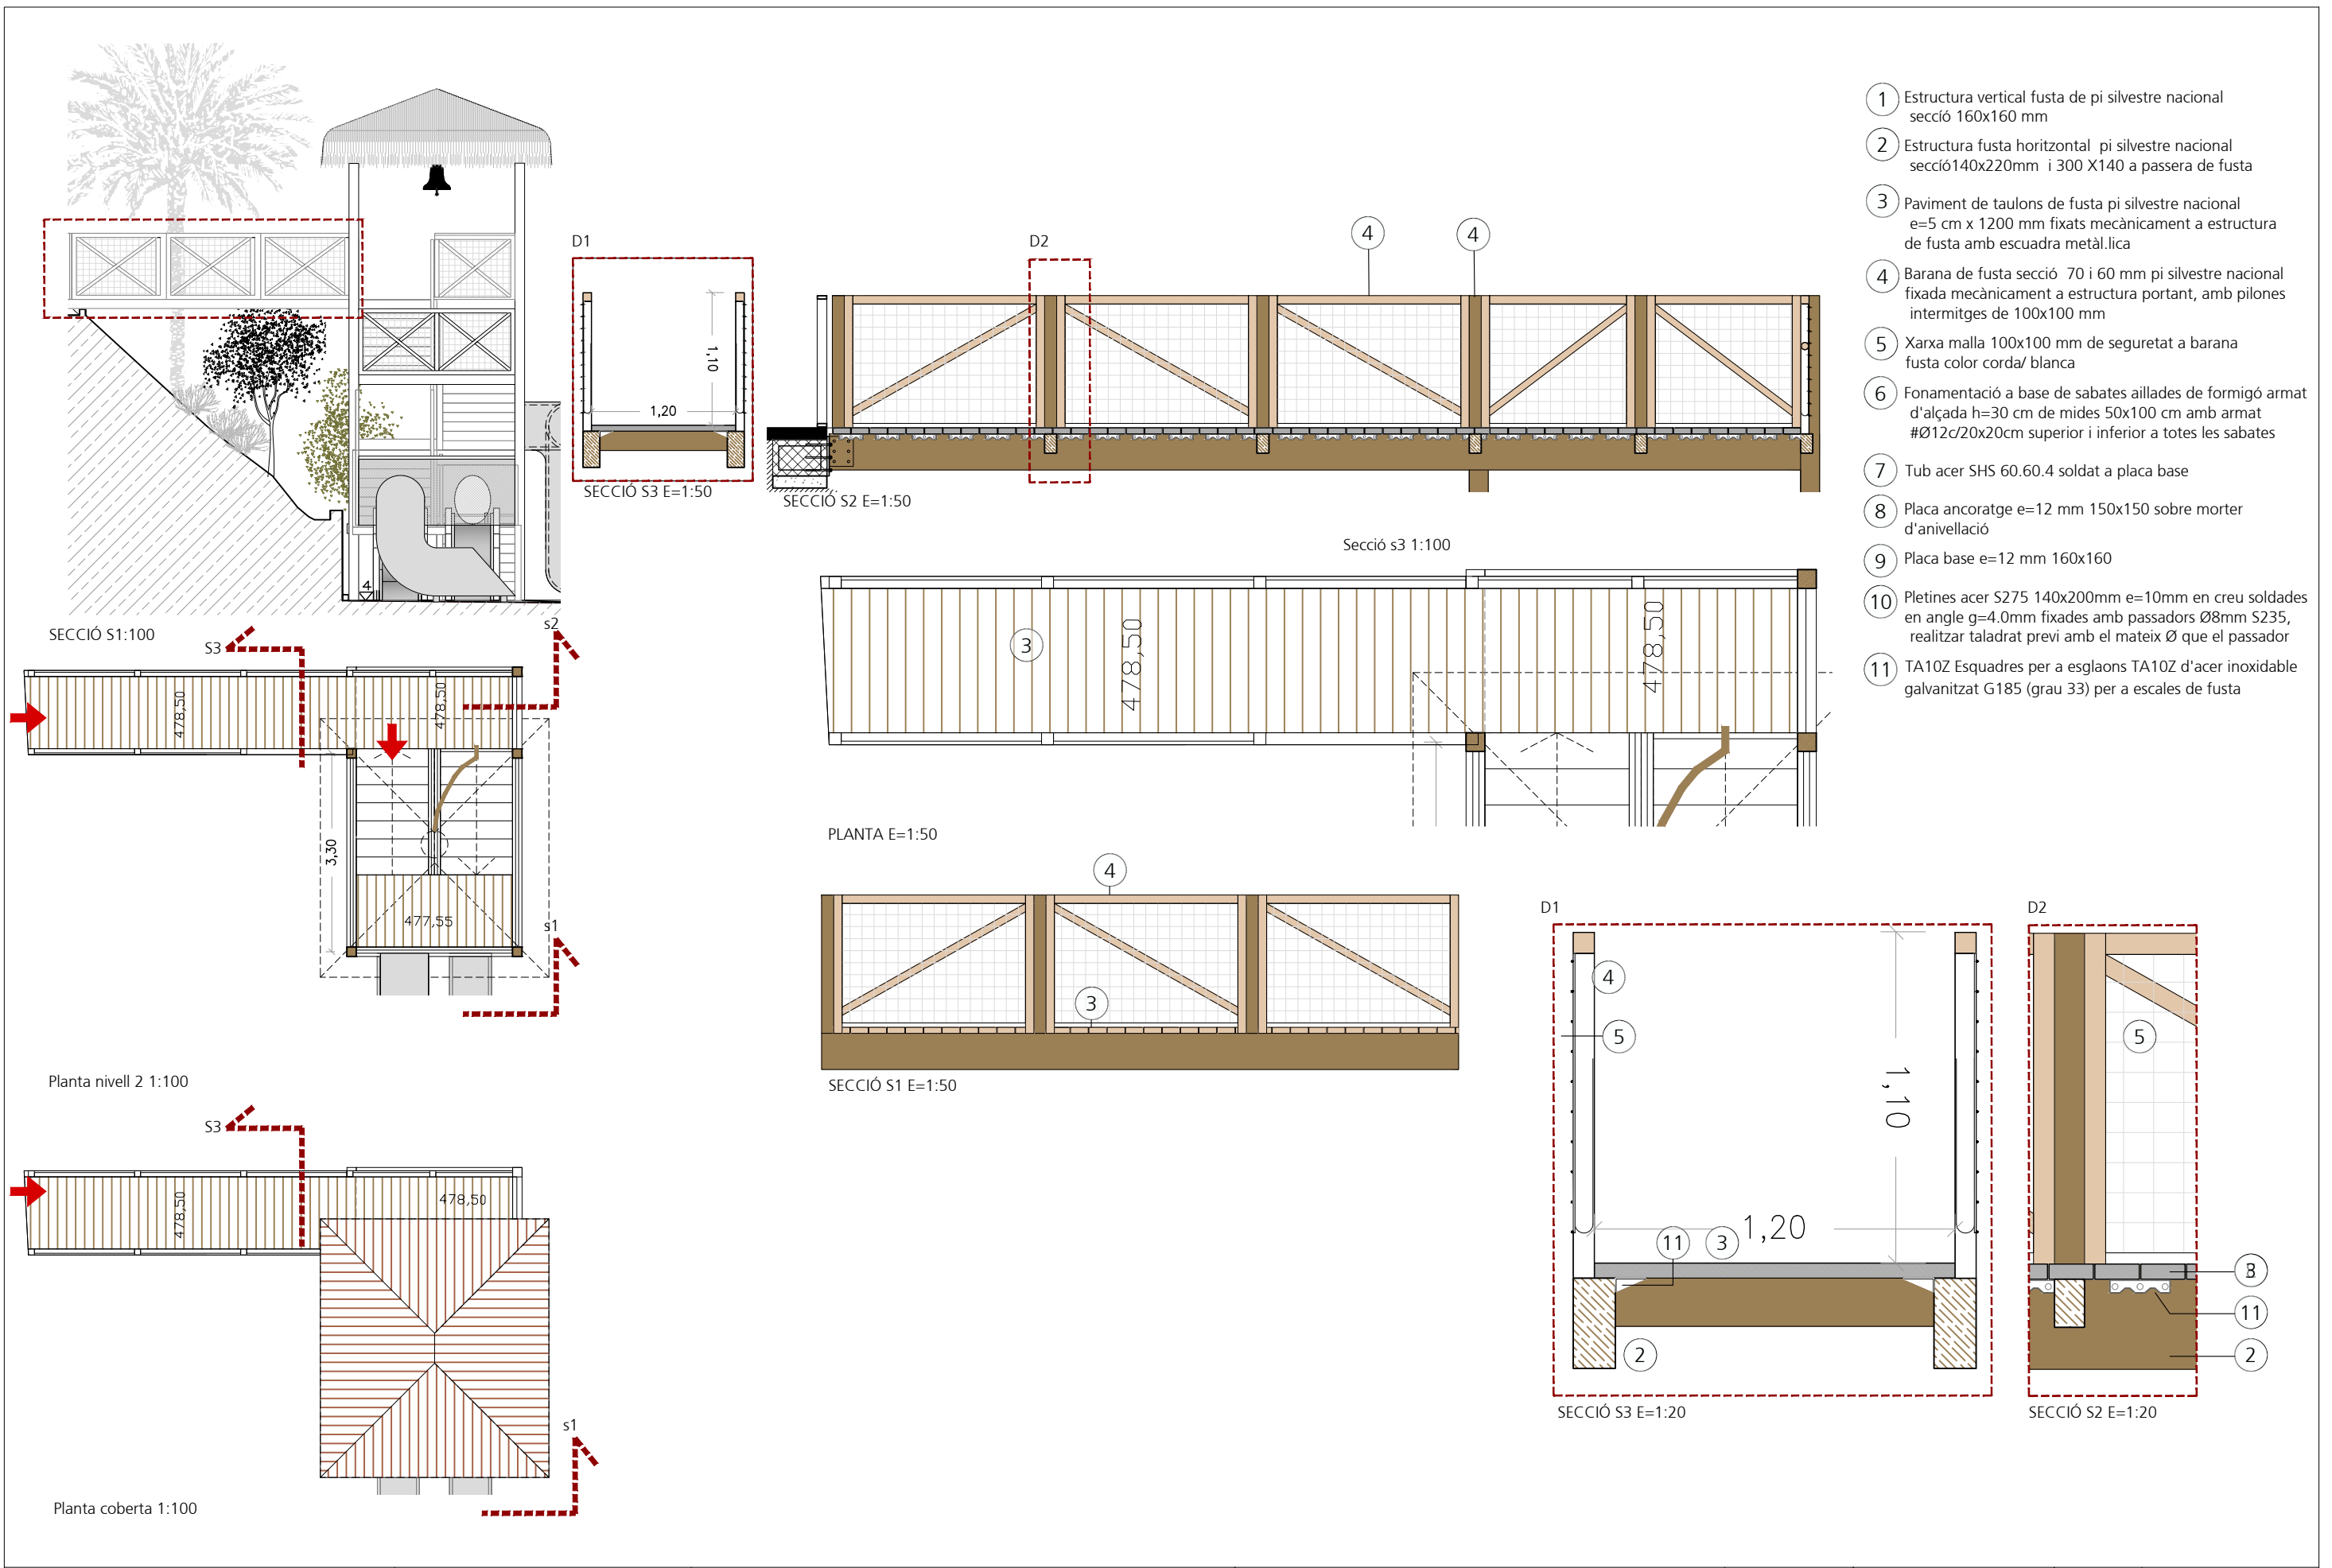 1 Estructura vertical fusta de pi silvestre nacional
seccíó 160x160 mm
2 Estructura fusta horitzontal pi silvestre nacional
seccíó140x220mm i 300 X140 a passera de fusta
3 Paviment de taulons de fusta pi silvestre nacional
e=5 cm x 1200 mm fixats mecànicament a estructura
de fusta amb escuadra metàl.lica
4 Barana de fusta secció 70 i 60 mm pi silvestre nacional
fixada mecànicament a estructura portant, amb pilones
intermitges de 100x100 mm
5 Xarxa malla 100x100 mm de seguretat a barana
fusta color corda/ blanca
6 Fonamentació a base de sabates aillades de formigó armat
d'alçada h=30 cm de mides 50x100 cm amb armat
#Ø12c/20x20cm superior i inferior a totes les sabates
7 Tub acer SHS 60.60.4 soldat a placa base
8 Placa ancoratge e=12 mm 150x150 sobre morter
d'anivellació
9 Placa base e=12 mm 160x160
10 Pletines acer S275 140x200mm e=10mm en creu soldades
en angle g=4.0mm fixades amb passadors Ø8mm S235,
realitzar taladrat previ amb el mateix Ø que el passador
11 TA10Z Esquadres per a esglaons TA10Z d'acer inoxidable
galvanitzat G185 (grau 33) per a escales de fusta
4
SECCIÓ S1:100
D1
1,10
1,20
SECCIÓ S3 E=1:50
D2
4
4
SECCIÓ S2 E=1:50
Secció s3 1:100
3
478,50
478,50
PLANTA E=1:50
S3
s2
478,50
478,50
3,30
477,55
s1
Planta nivell 2 1:100
4
3
SECCIÓ S1 E=1:50
S3
478,50
478,50
s1
Planta coberta 1:100
D1
4
5
1,10
1,20
11
3
2
SECCIÓ S3 E=1:20
D2
5
3
11
2
SECCIÓ S2 E=1:20